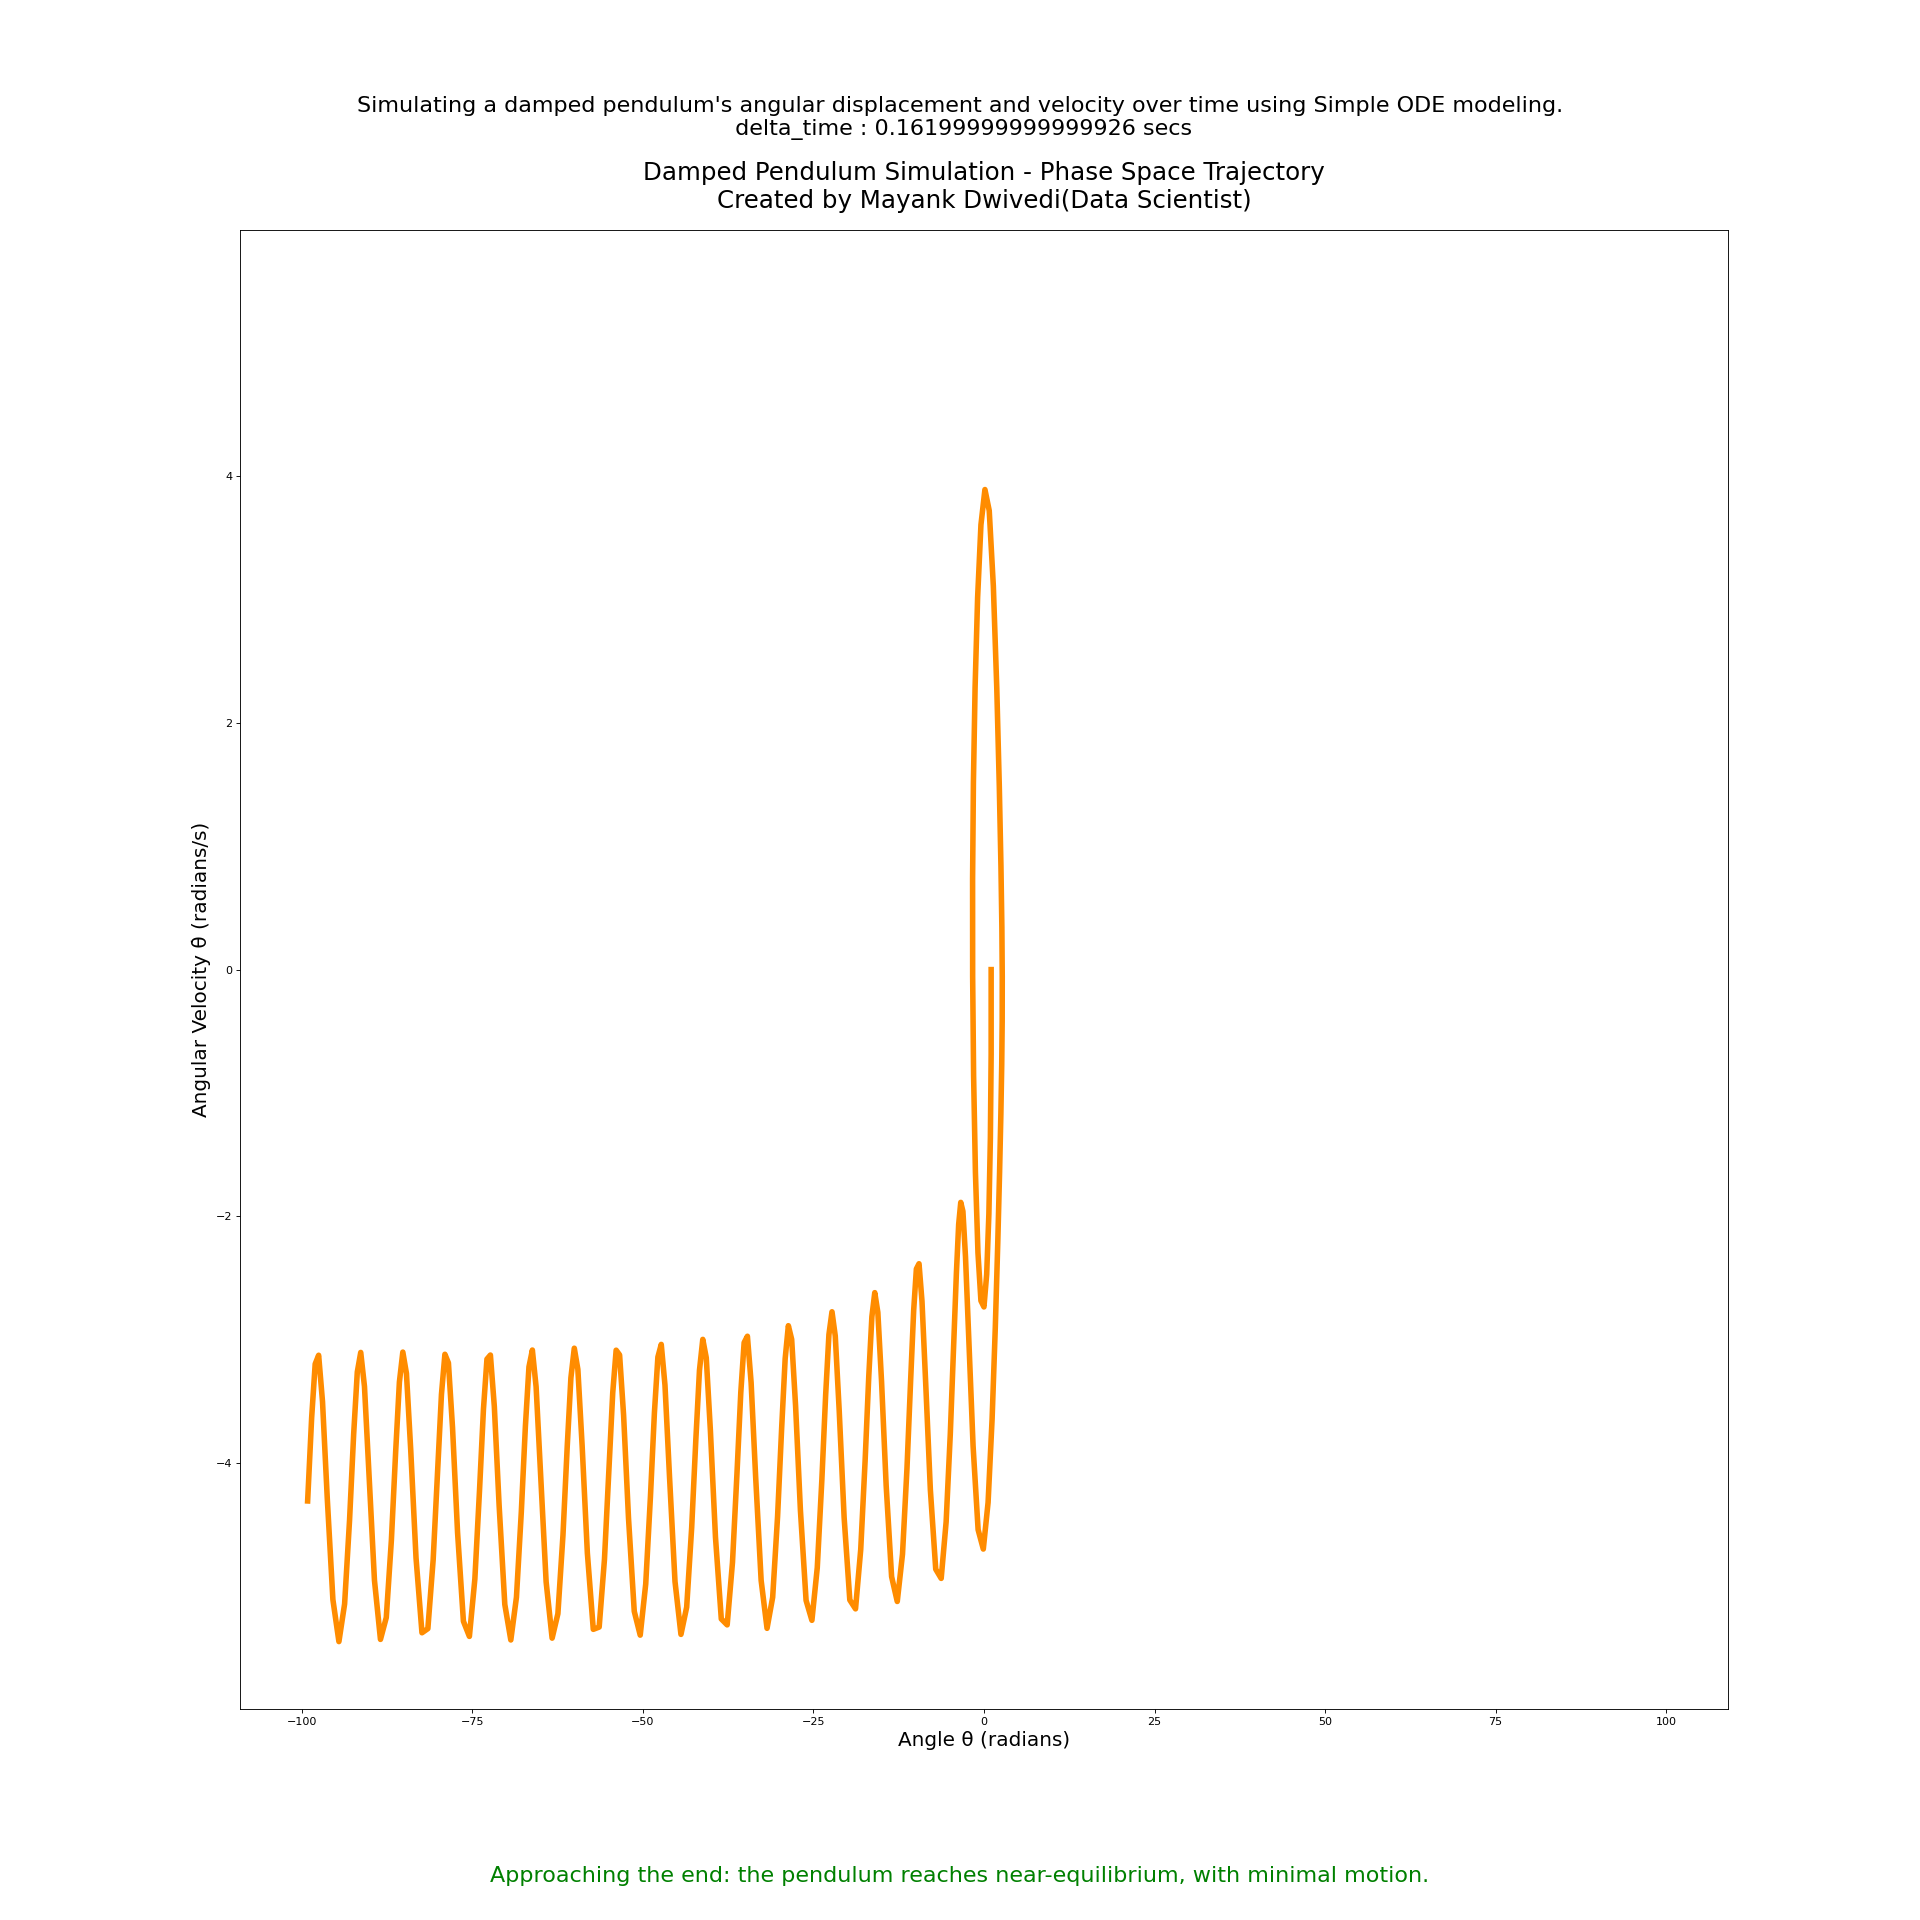 Simulating a damped pendulum's angular displacement and velocity over time using Simple ODE modeling.
delta_time : 0.16199999999999926 secs
Damped Pendulum Simulation - Phase Space Trajectory
Created by Mayank Dwivedi(Data Scientist)
Angular Velocity θ (radians/s)
4
2
0
−2
−4
−100
−75
−50
−25
0
25
50
75
100
Angle θ (radians)
Approaching the end: the pendulum reaches near-equilibrium, with minimal motion.